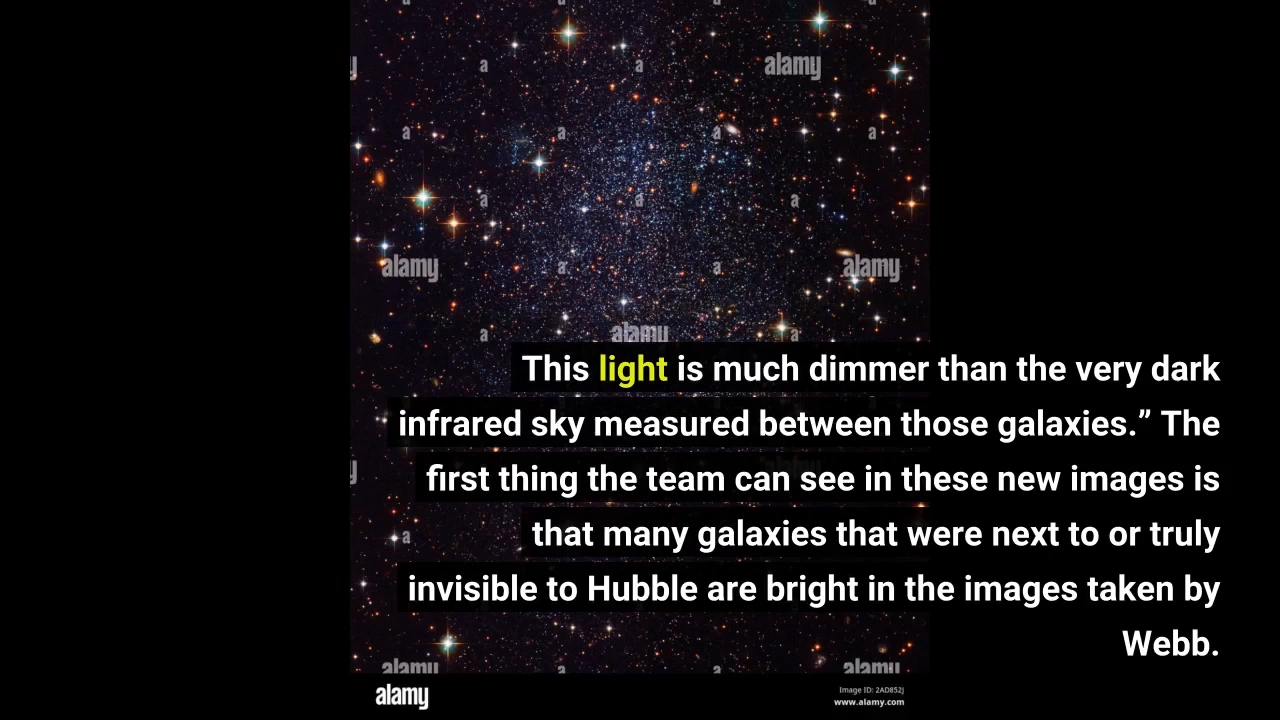 a
a
alamy
a
a
a
a
a
a
a
a
alamy
a
a
alamy
a
alamy
a
This light is much dimmer than the very dark
infrared sky measured between those galaxies.” The
first thing the team can see in these new images is
that many galaxies that were next to or truly
invisible to Hubble are bright in the images taken by
Webb.
a
alamy
a
a
alamy
alamy
Image ID: 2AD852J
www.alamy.com